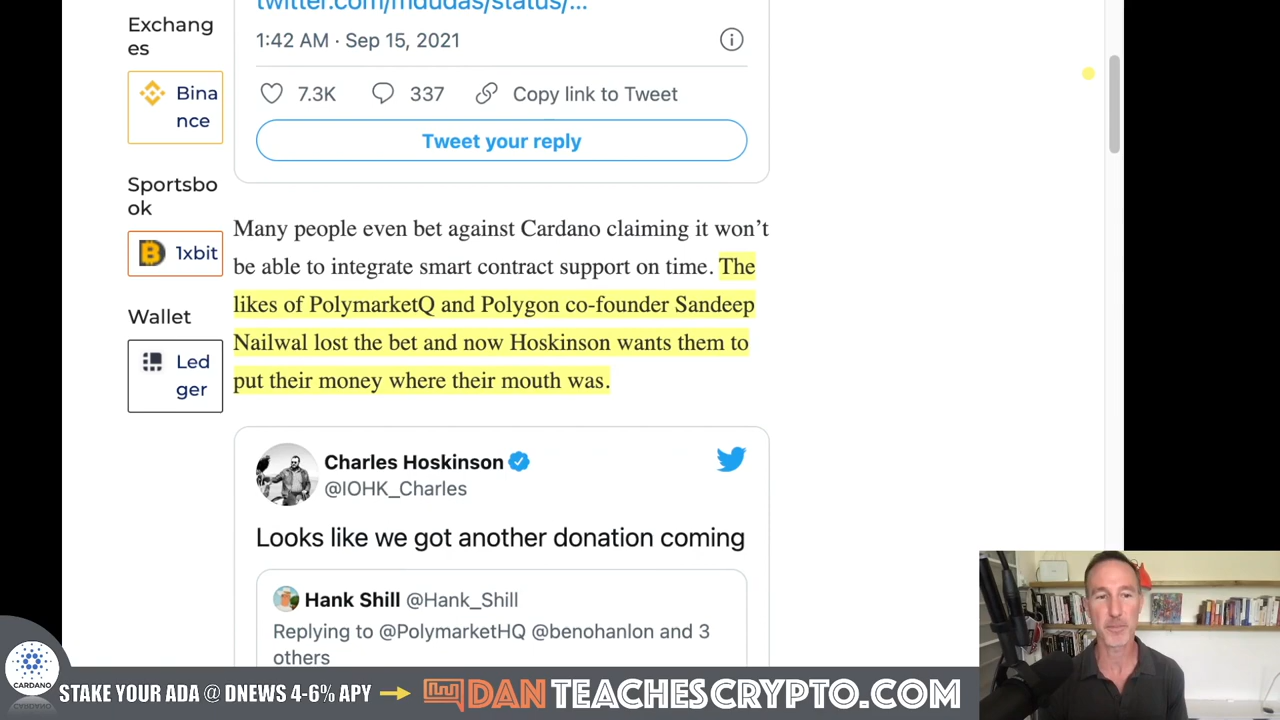 twitter.com/mdudas/status/...
1:42 AM · Sep 15, 2021
7.3K 337 Copy link to Tweet
Tweet your reply
Exchang
es
Bina
nce
Sportsbo
ok
1xbit
Wallet
Led
ger
Many people even bet against Cardano claiming it won’t
be able to integrate smart contract support on time. The
likes of PolymarketQ and Polygon co-founder Sandeep
Nailwal lost the bet and now Hoskinson wants them to
put their money where their mouth was.
Charles Hoskinson
@IOHK_Charles
Looks like we got another donation coming
Hank Shill @Hank_Shill
Replying to @PolymarketHQ @benohanlon and 3
others
CARDANO
STAKE YOUR ADA @ DNEWS 4-6% APY
DANTEACHESCRYPTO.COM